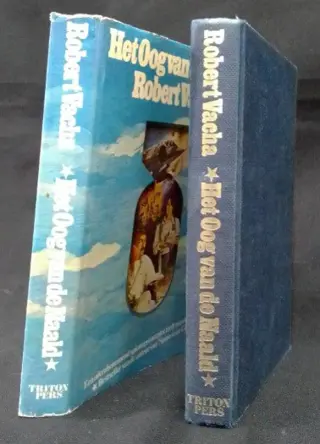 Robert Vacha ★ Het Oog van de Naald ★
TRITON
PERS
Het Oog van
Robert Va
Robert Vacha ★ Het Oog van de Naald ★
TRITON
PERS